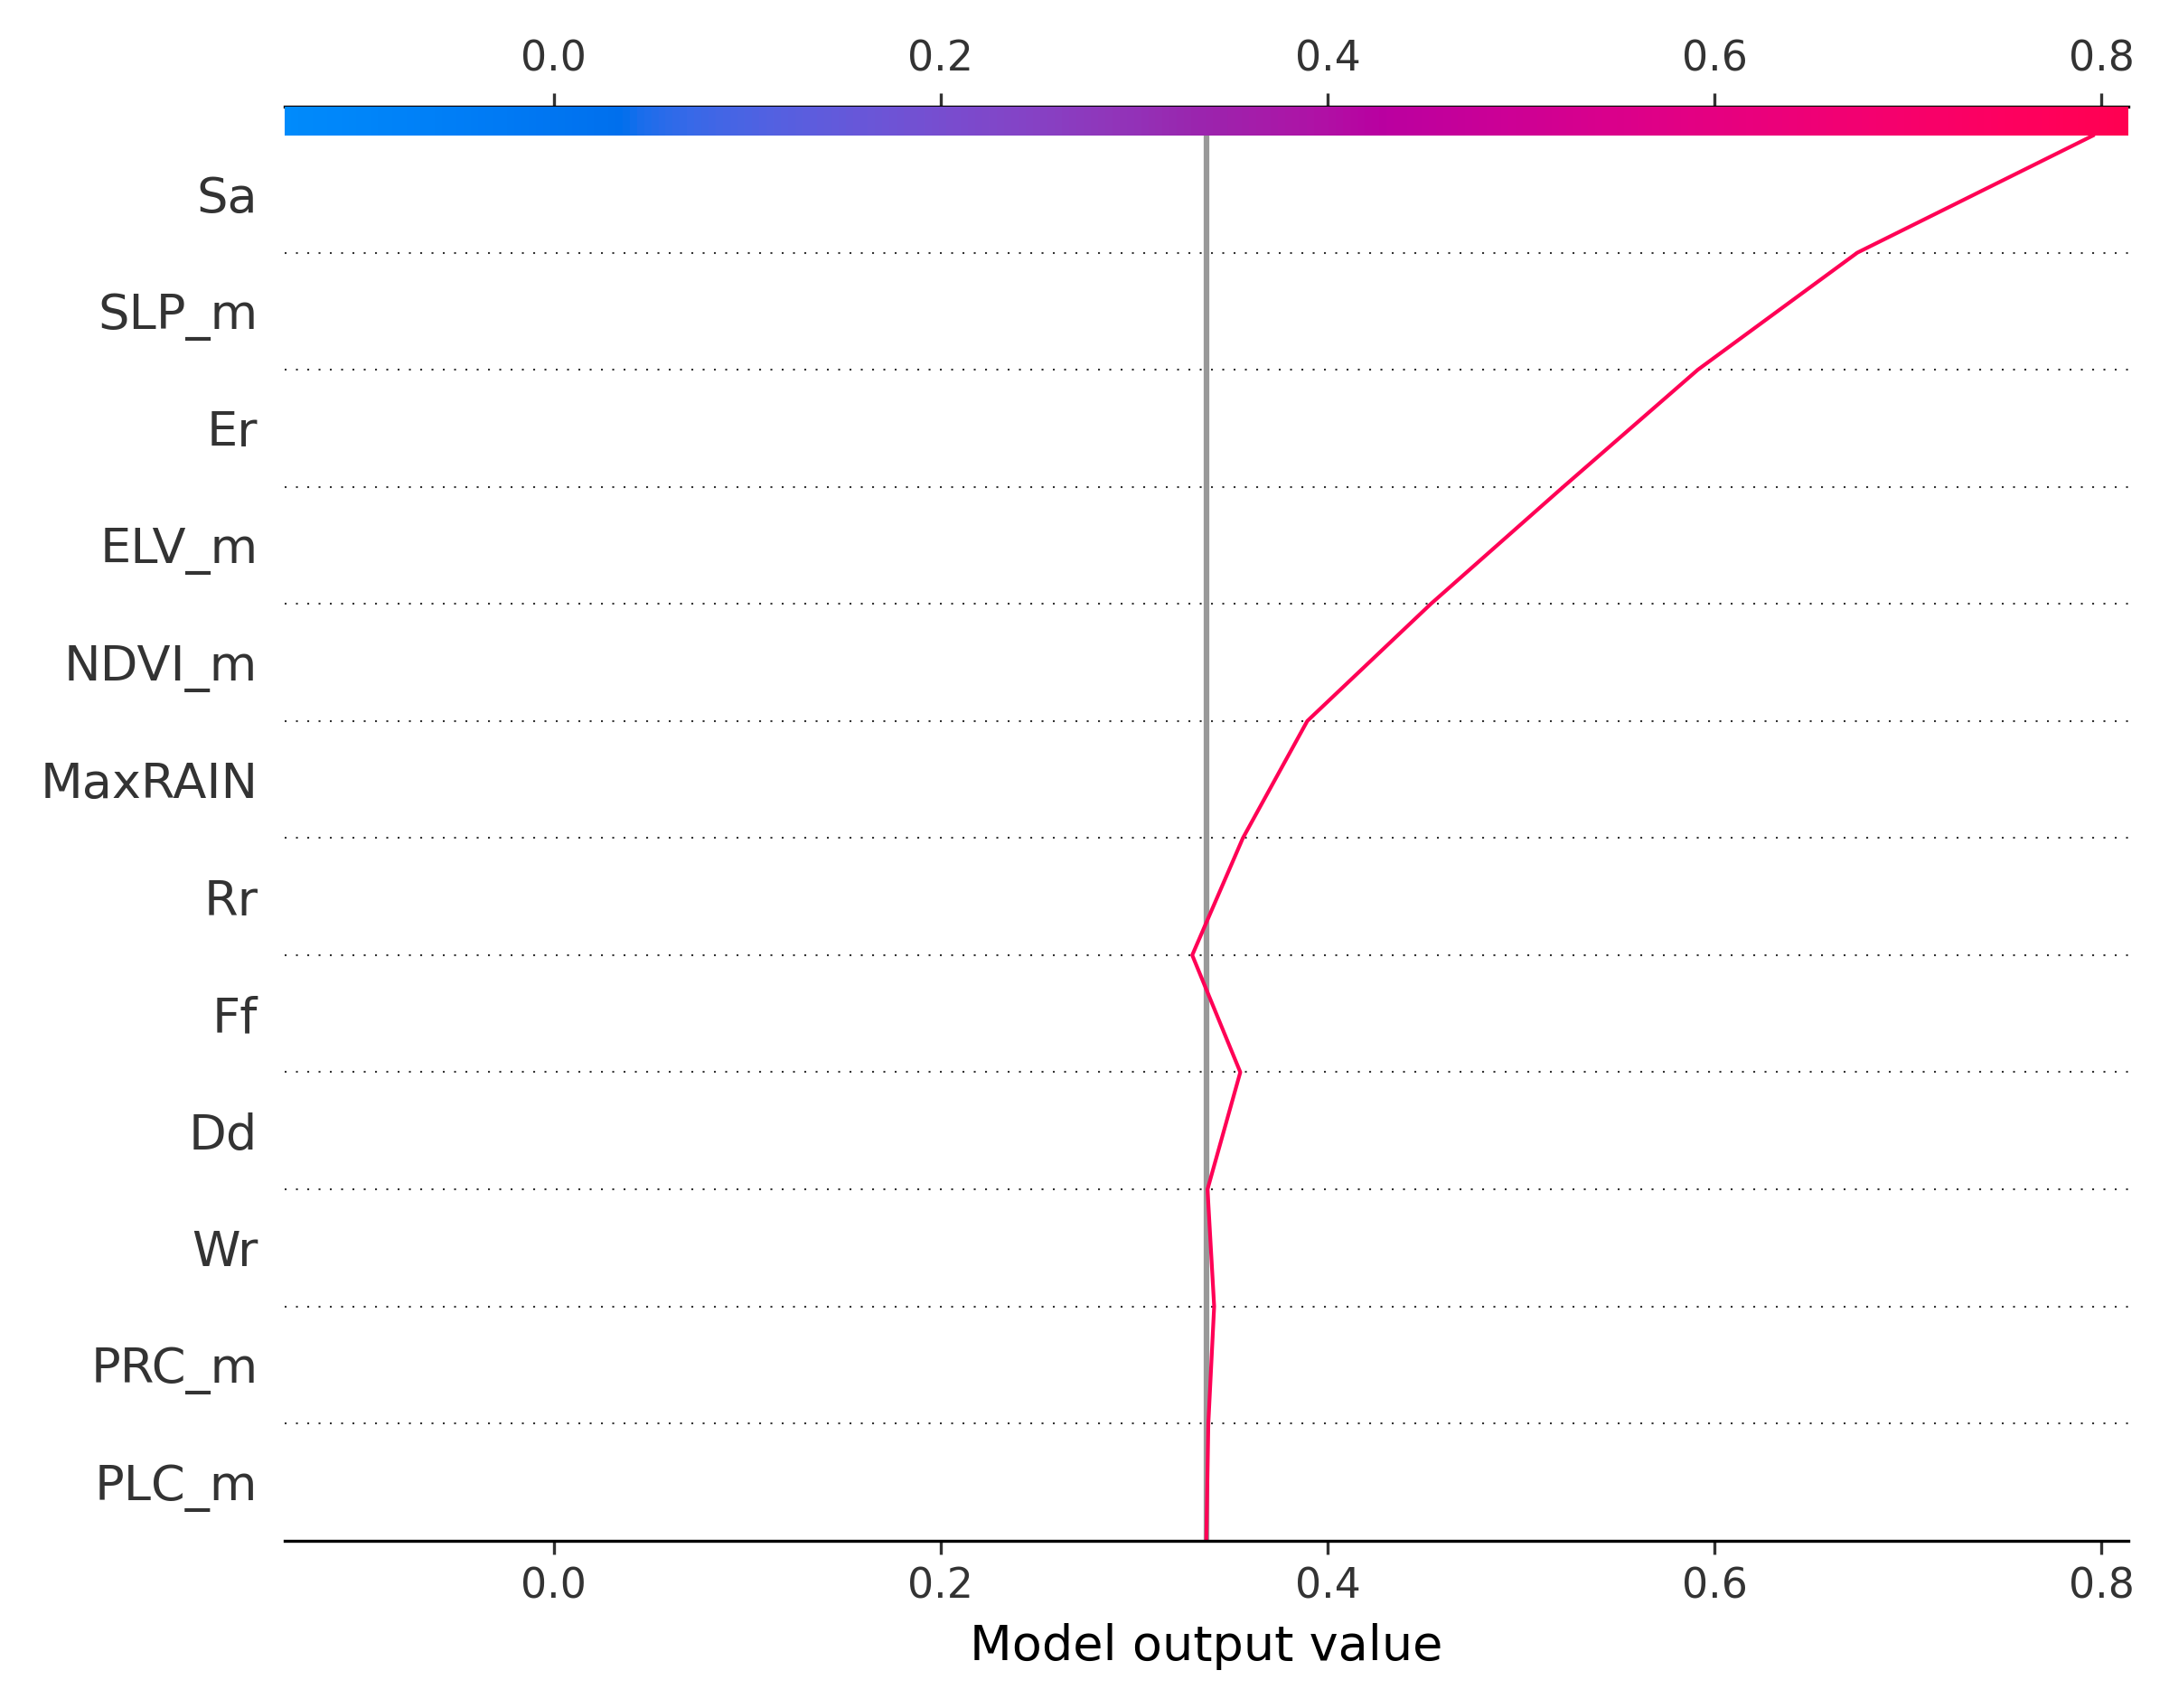 0.0 0.2 0.4 0.6 0.8
Sa
SLP_m
Er
ELV_m
NDVI_m
MaxRAIN
Rr
Ff
Dd
Wr
PRC_m
PLC_m
0.0 0.2 0.4 0.6 0.8
Model output value